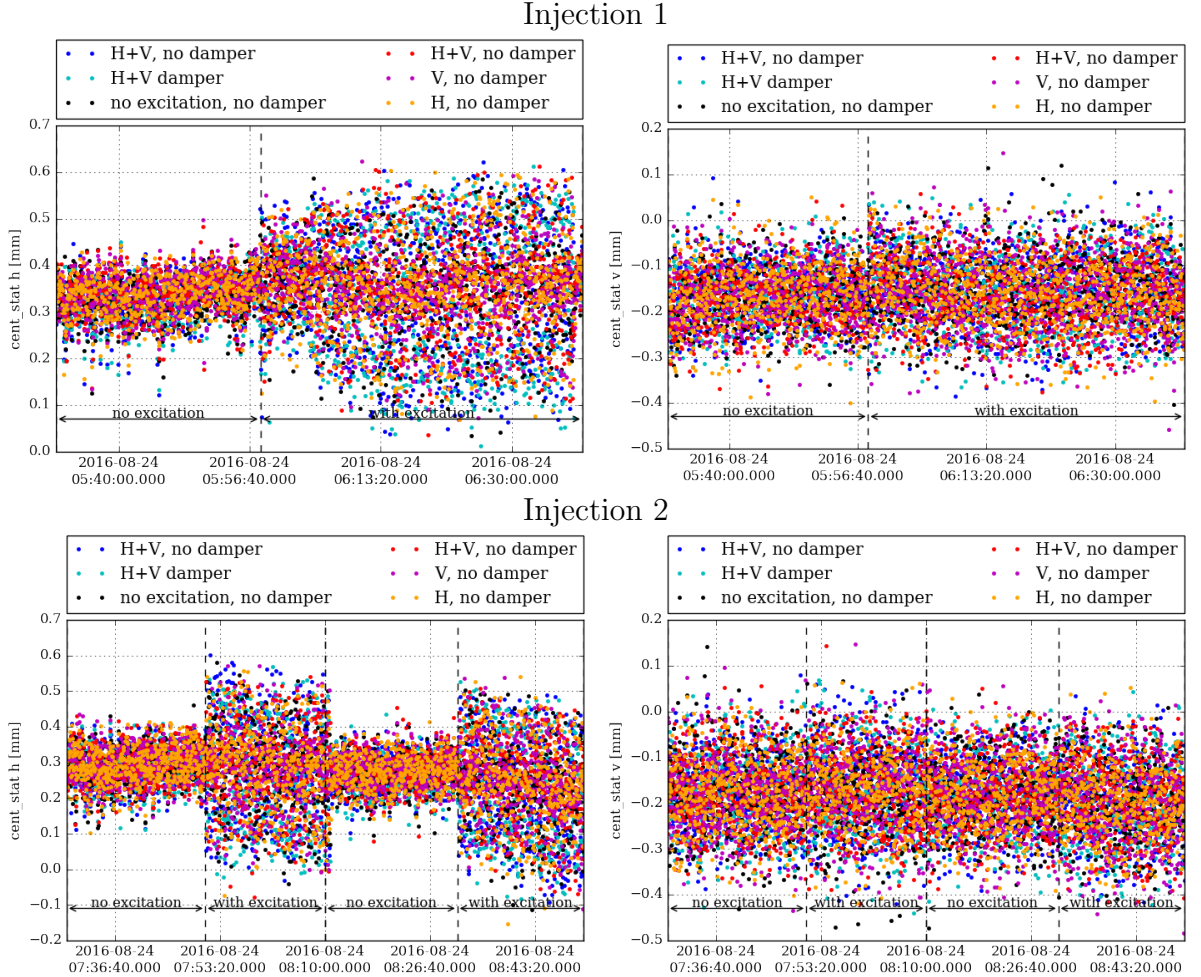 Injection 1
H+V, no damper
H+V damper
no excitation, no damper
H+V, no damper
V, no damper
H, no damper
0.7
0.6
0.5
0.4
0.3
0.2
0.1
0.0
cent_stat h [mm]
no excitation
with excitation
2016-08-24
05:40:00.000
2016-08-24
05:56:40.000
2016-08-24
06:13:20.000
2016-08-24
06:30:00.000
H+V, no damper
H+V damper
no excitation, no damper
H+V, no damper
V, no damper
H, no damper
0.2
0.1
0.0
−0.1
−0.2
−0.3
−0.4
−0.5
cent_stat v [mm]
no excitation
with excitation
2016-08-24
05:40:00.000
2016-08-24
05:56:40.000
2016-08-24
06:13:20.000
2016-08-24
06:30:00.000
Injection 2
H+V, no damper
H+V damper
no excitation, no damper
H+V, no damper
V, no damper
H, no damper
0.7
0.6
0.5
0.4
0.3
0.2
0.1
0.0
−0.1
−0.2
cent_stat h [mm]
no excitation
with excitation
no excitation
with excitation
2016-08-24
07:36:40.000
2016-08-24
07:53:20.000
2016-08-24
08:10:00.000
2016-08-24
08:26:40.000
2016-08-24
08:43:20.000
H+V, no damper
H+V damper
no excitation, no damper
H+V, no damper
V, no damper
H, no damper
0.2
0.1
0.0
−0.1
−0.2
−0.3
−0.4
−0.5
cent_stat v [mm]
no excitation
with excitation
no excitation
with excitation
2016-08-24
07:36:40.000
2016-08-24
07:53:20.000
2016-08-24
08:10:00.000
2016-08-24
08:26:40.000
2016-08-24
08:43:20.000